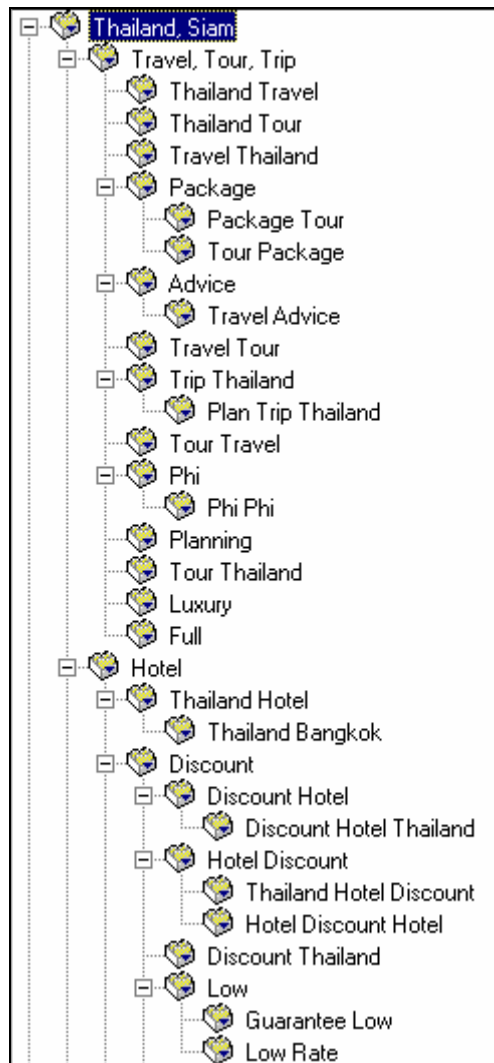 Thailand, Siam
Travel, Tour, Trip
Thailand Travel
Thailand Tour
Travel Thailand
Package
Package Tour
Tour Package
Advice
Travel Advice
Travel Tour
Trip Thailand
Plan Trip Thailand
Tour Travel
Phi
Phi Phi
Planning
Tour Thailand
Luxury
Full
Hotel
Thailand Hotel
Thailand Bangkok
Discount
Discount Hotel
Discount Hotel Thailand
Hotel Discount
Thailand Hotel Discount
Hotel Discount Hotel
Discount Thailand
Low
Guarantee Low
Low Rate